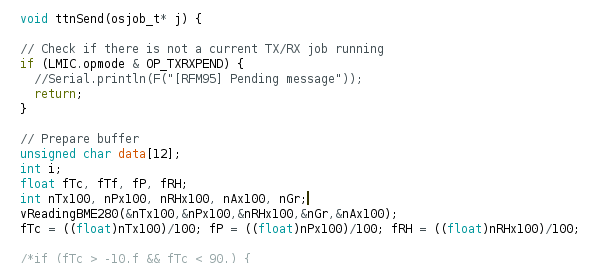 void ttnSend(osjob_t* j) {
// Check if there is not a current TX/RX job running
if (LMIC.opmode & OP_TXRXPEND) {
//Serial.println(F("[RFM95] Pending message"));
return;
}
// Prepare buffer
unsigned char data[12];
int i;
float fTc, fTf, fP, fRH;
int nTx100, nPx100, nRHx100, nAx100, nGr;
vReadingBME280(&nTx100,&nPx100,&nRHx100,&nGr,&nAx100);
fTc = ((float)nTx100)/100; fP = ((float)nPx100)/100; fRH = ((float)nRHx100)/100;
/*if (fTc > -10.f && fTc < 90.) {